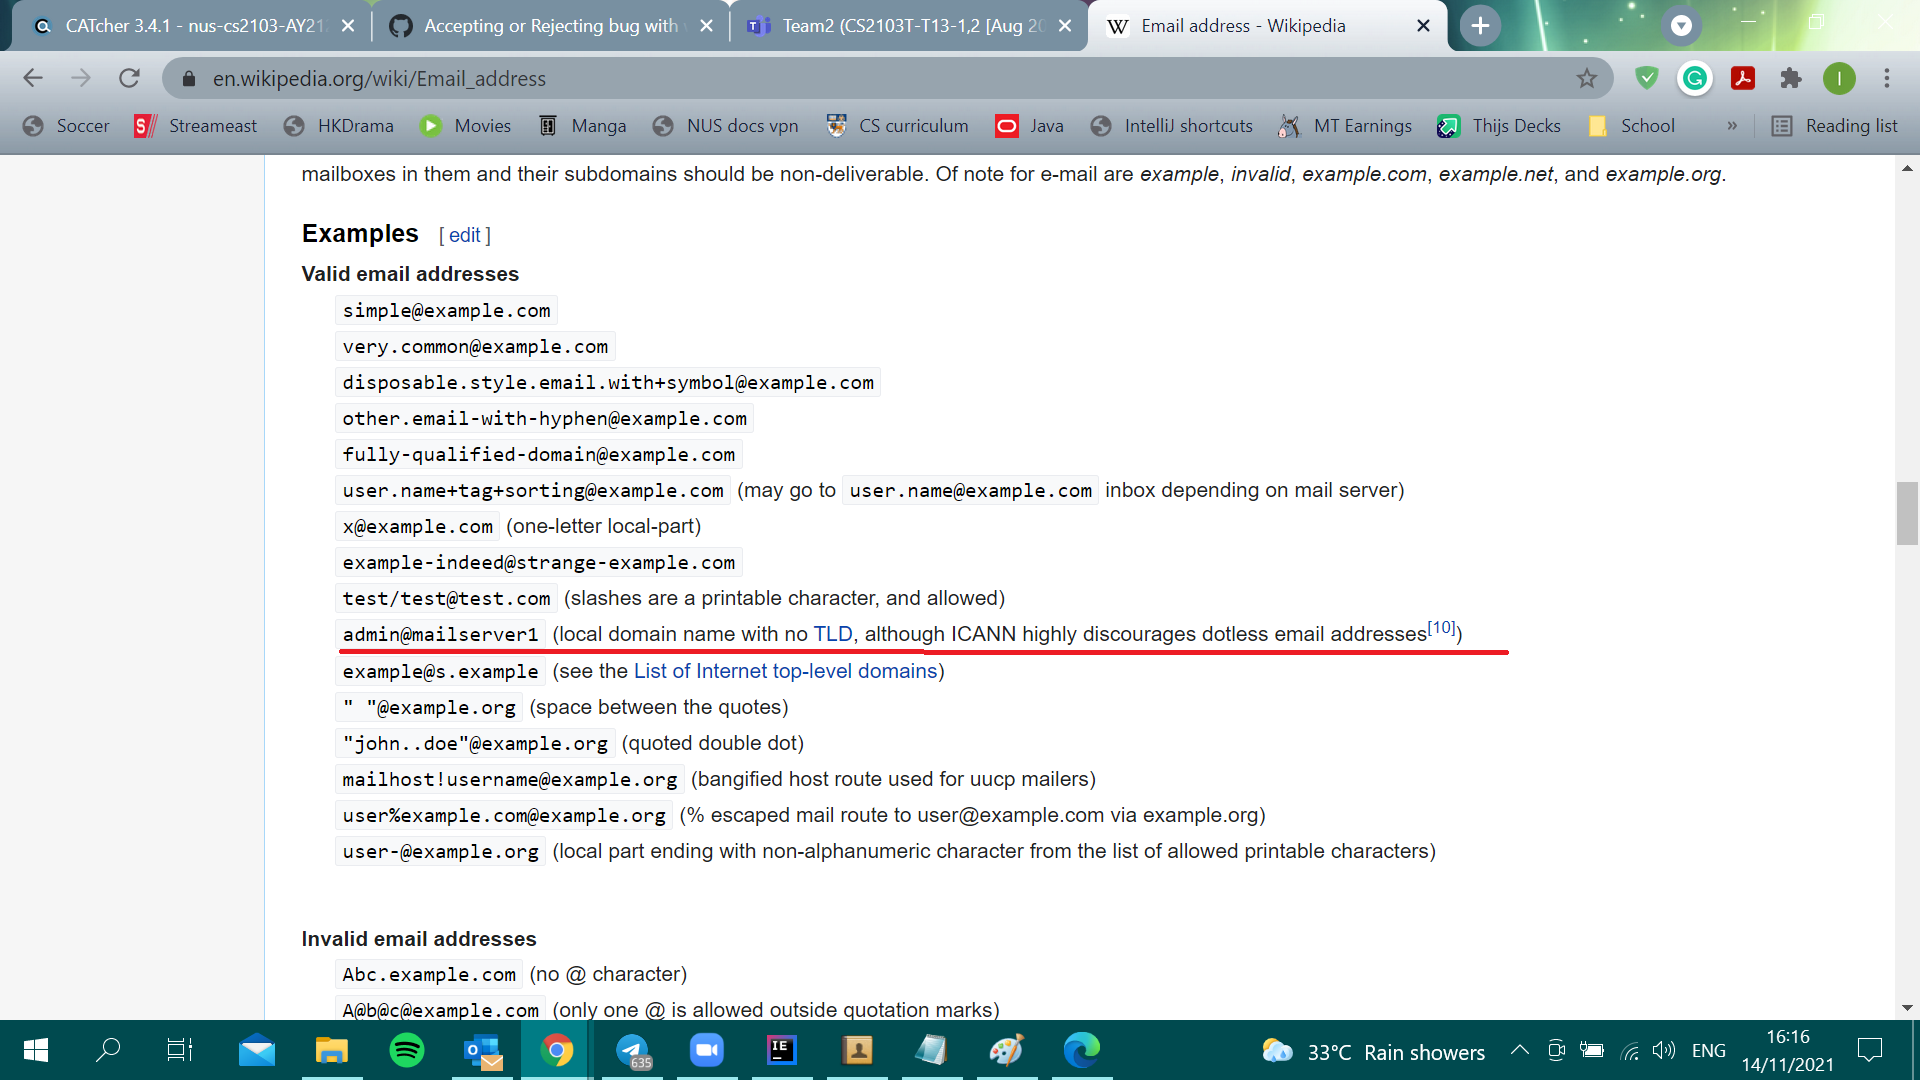 CATcher 3.4.1 - nus-cs2103-AY21
Accepting or Rejecting bug with
Team2 (CS2103T-T13-1,2 [Aug 20
W Email address - Wikipedia
en.wikipedia.org/wiki/Email_address
G
I
Soccer Streameast HKDrama Movies Manga NUS docs vpn CS curriculum Java IntelliJ shortcuts MT Earnings Thijs Decks School » Reading list
mailboxes in them and their subdomains should be non-deliverable. Of note for e-mail are example, invalid, example.com, example.net, and example.org.
Examples [ edit ]
Valid email addresses
simple@example.com
very.common@example.com
disposable.style.email.with+symbol@example.com
other.email-with-hyphen@example.com
fully-qualified-domain@example.com
user.name+tag+sorting@example.com (may go to user.name@example.com inbox depending on mail server)
x@example.com (one-letter local-part)
example-indeed@strange-example.com
test/test@test.com (slashes are a printable character, and allowed)
admin@mailserver1 (local domain name with no TLD, although ICANN highly discourages dotless email addresses[10])
example@s.example (see the List of Internet top-level domains)
" "@example.org (space between the quotes)
"john..doe"@example.org (quoted double dot)
mailhost!username@example.org (bangified host route used for uucp mailers)
user%example.com@example.org (% escaped mail route to user@example.com via example.org)
user-@example.org (local part ending with non-alphanumeric character from the list of allowed printable characters)
Invalid email addresses
Abc.example.com (no @ character)
A@b@c@example.com (only one @ is allowed outside quotation marks)
635
IE
33°C Rain showers
ENG
16:16
14/11/2021